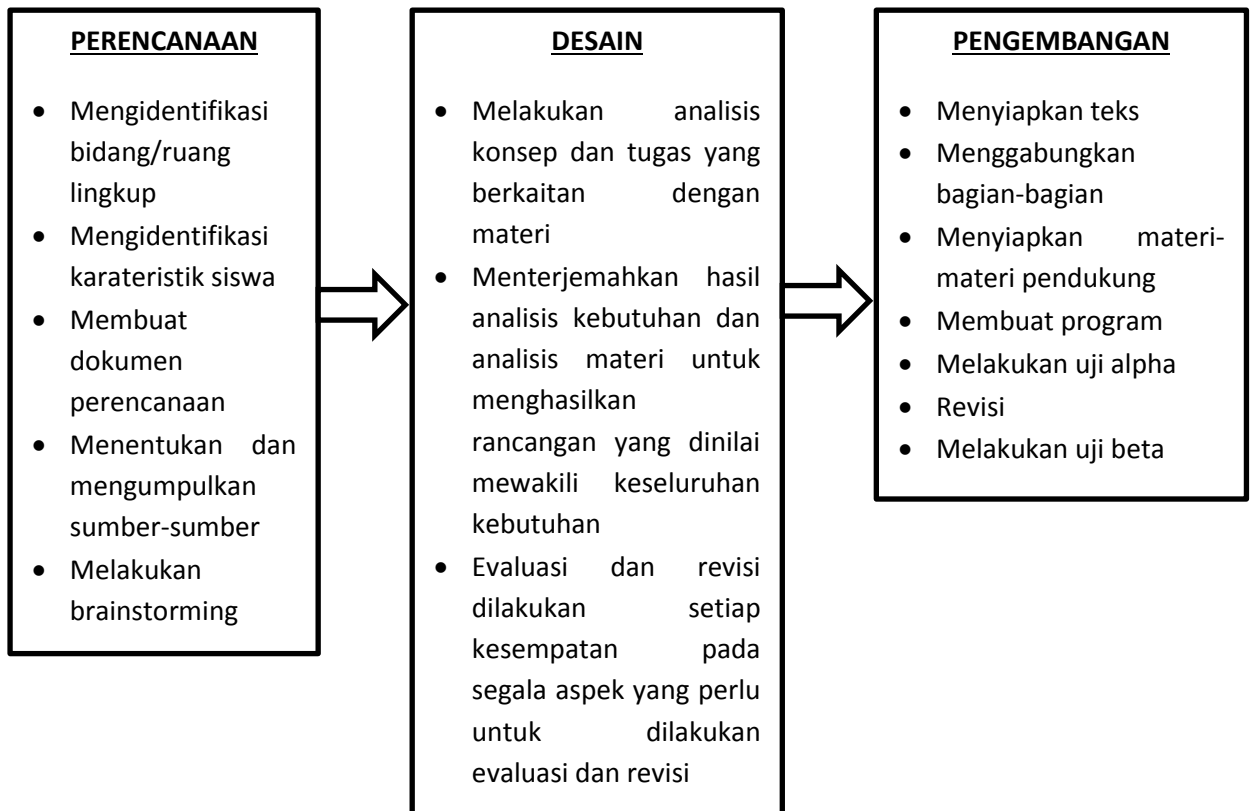 PERENCANAAN
• Mengidentifikasi
bidang/ruang
lingkup
• Mengidentifikasi
karateristik siswa
• Membuat
dokumen
perencanaan
• Menentukan dan
mengumpulkan
sumber-sumber
• Melakukan
brainstorming
DESAIN
• Melakukan analisis
konsep dan tugas yang
berkaitan dengan
materi
• Menterjemahkan hasil
analisis kebutuhan dan
analisis materi untuk
menghasilkan
rancangan yang dinilai
mewakili keseluruhan
kebutuhan
• Evaluasi dan revisi
dilakukan setiap
kesempatan pada
segala aspek yang perlu
untuk dilakukan
evaluasi dan revisi
PENGEMBANGAN
• Menyiapkan teks
• Menggabungkan
bagian-bagian
• Menyiapkan materi-
materi pendukung
• Membuat program
• Melakukan uji alpha
• Revisi
• Melakukan uji beta